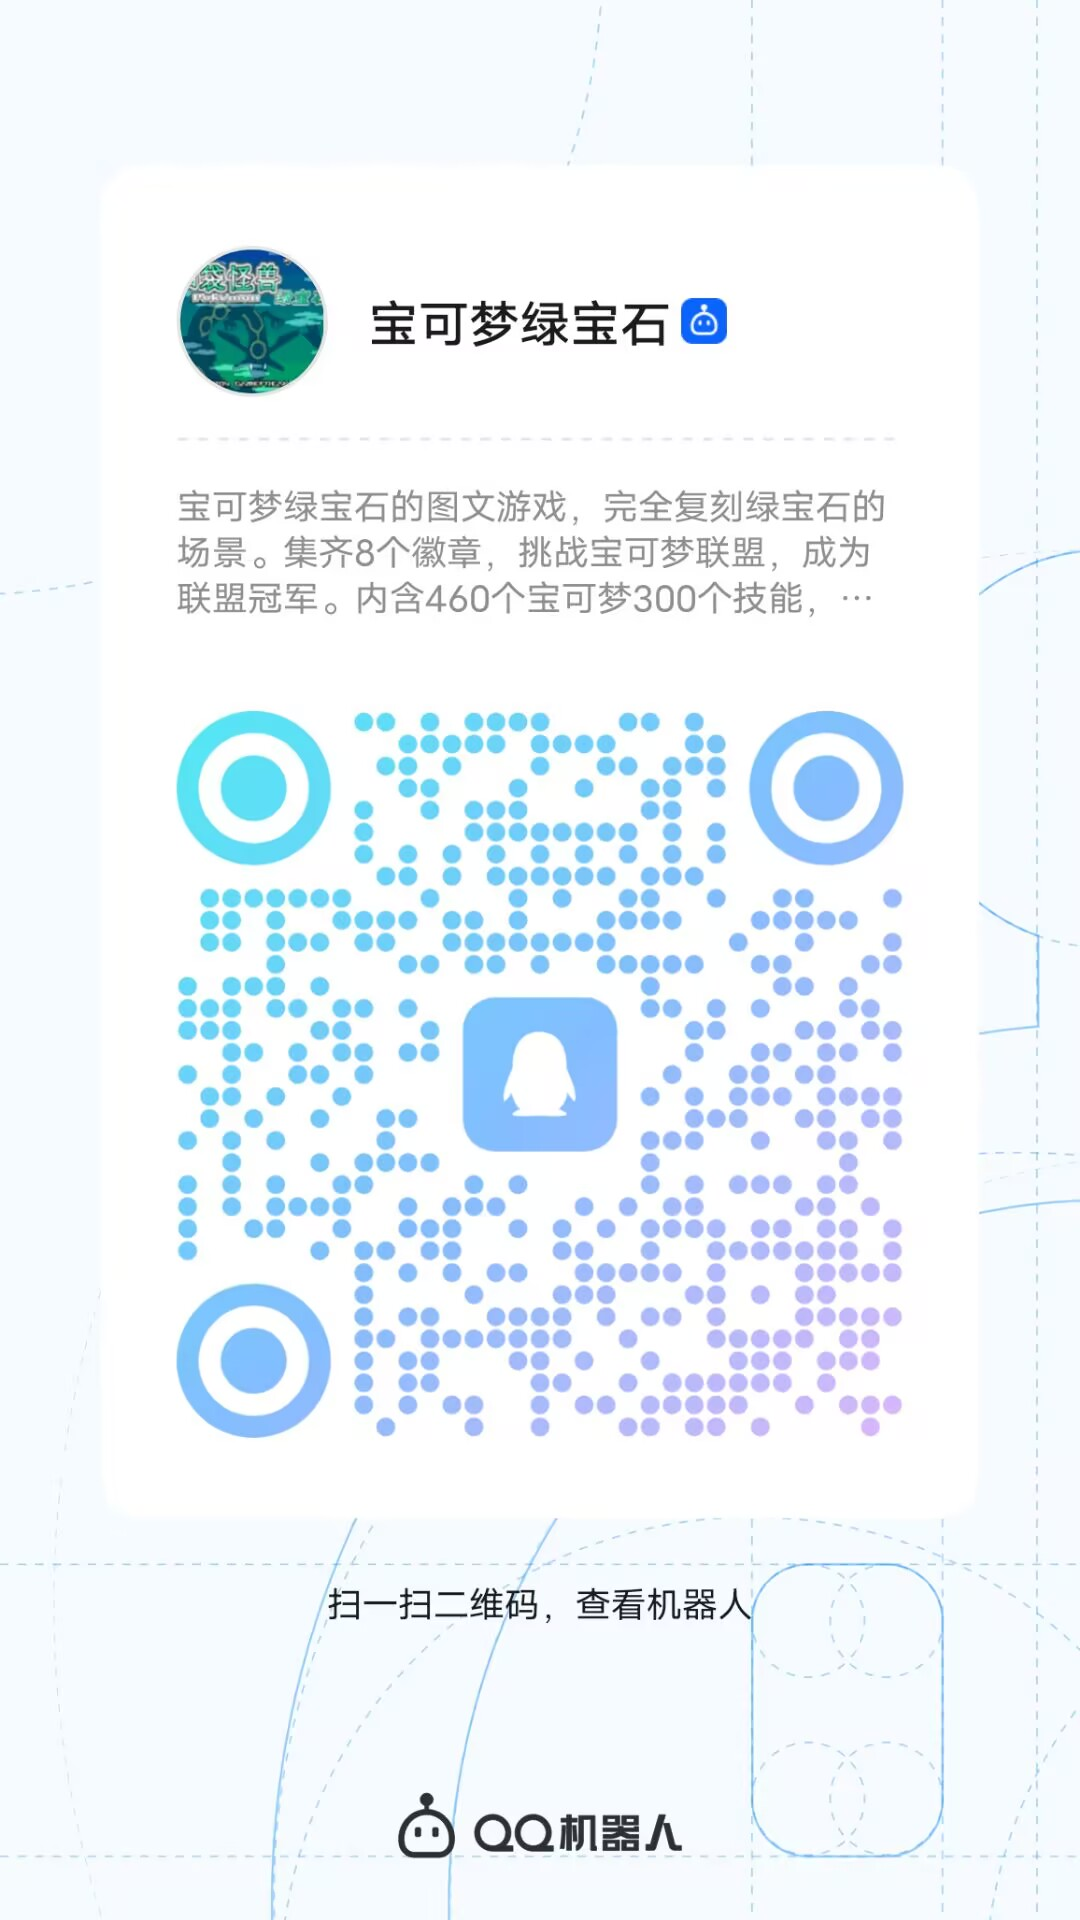 袋怪兽
宝可梦绿宝石
宝可梦绿宝石的图文游戏，完全复刻绿宝石的
场景。集齐8个徽章，挑战宝可梦联盟，成为
联盟冠军。内含460个宝可梦300个技能，…
扫一扫二维码，查看机器人
QQ机器人